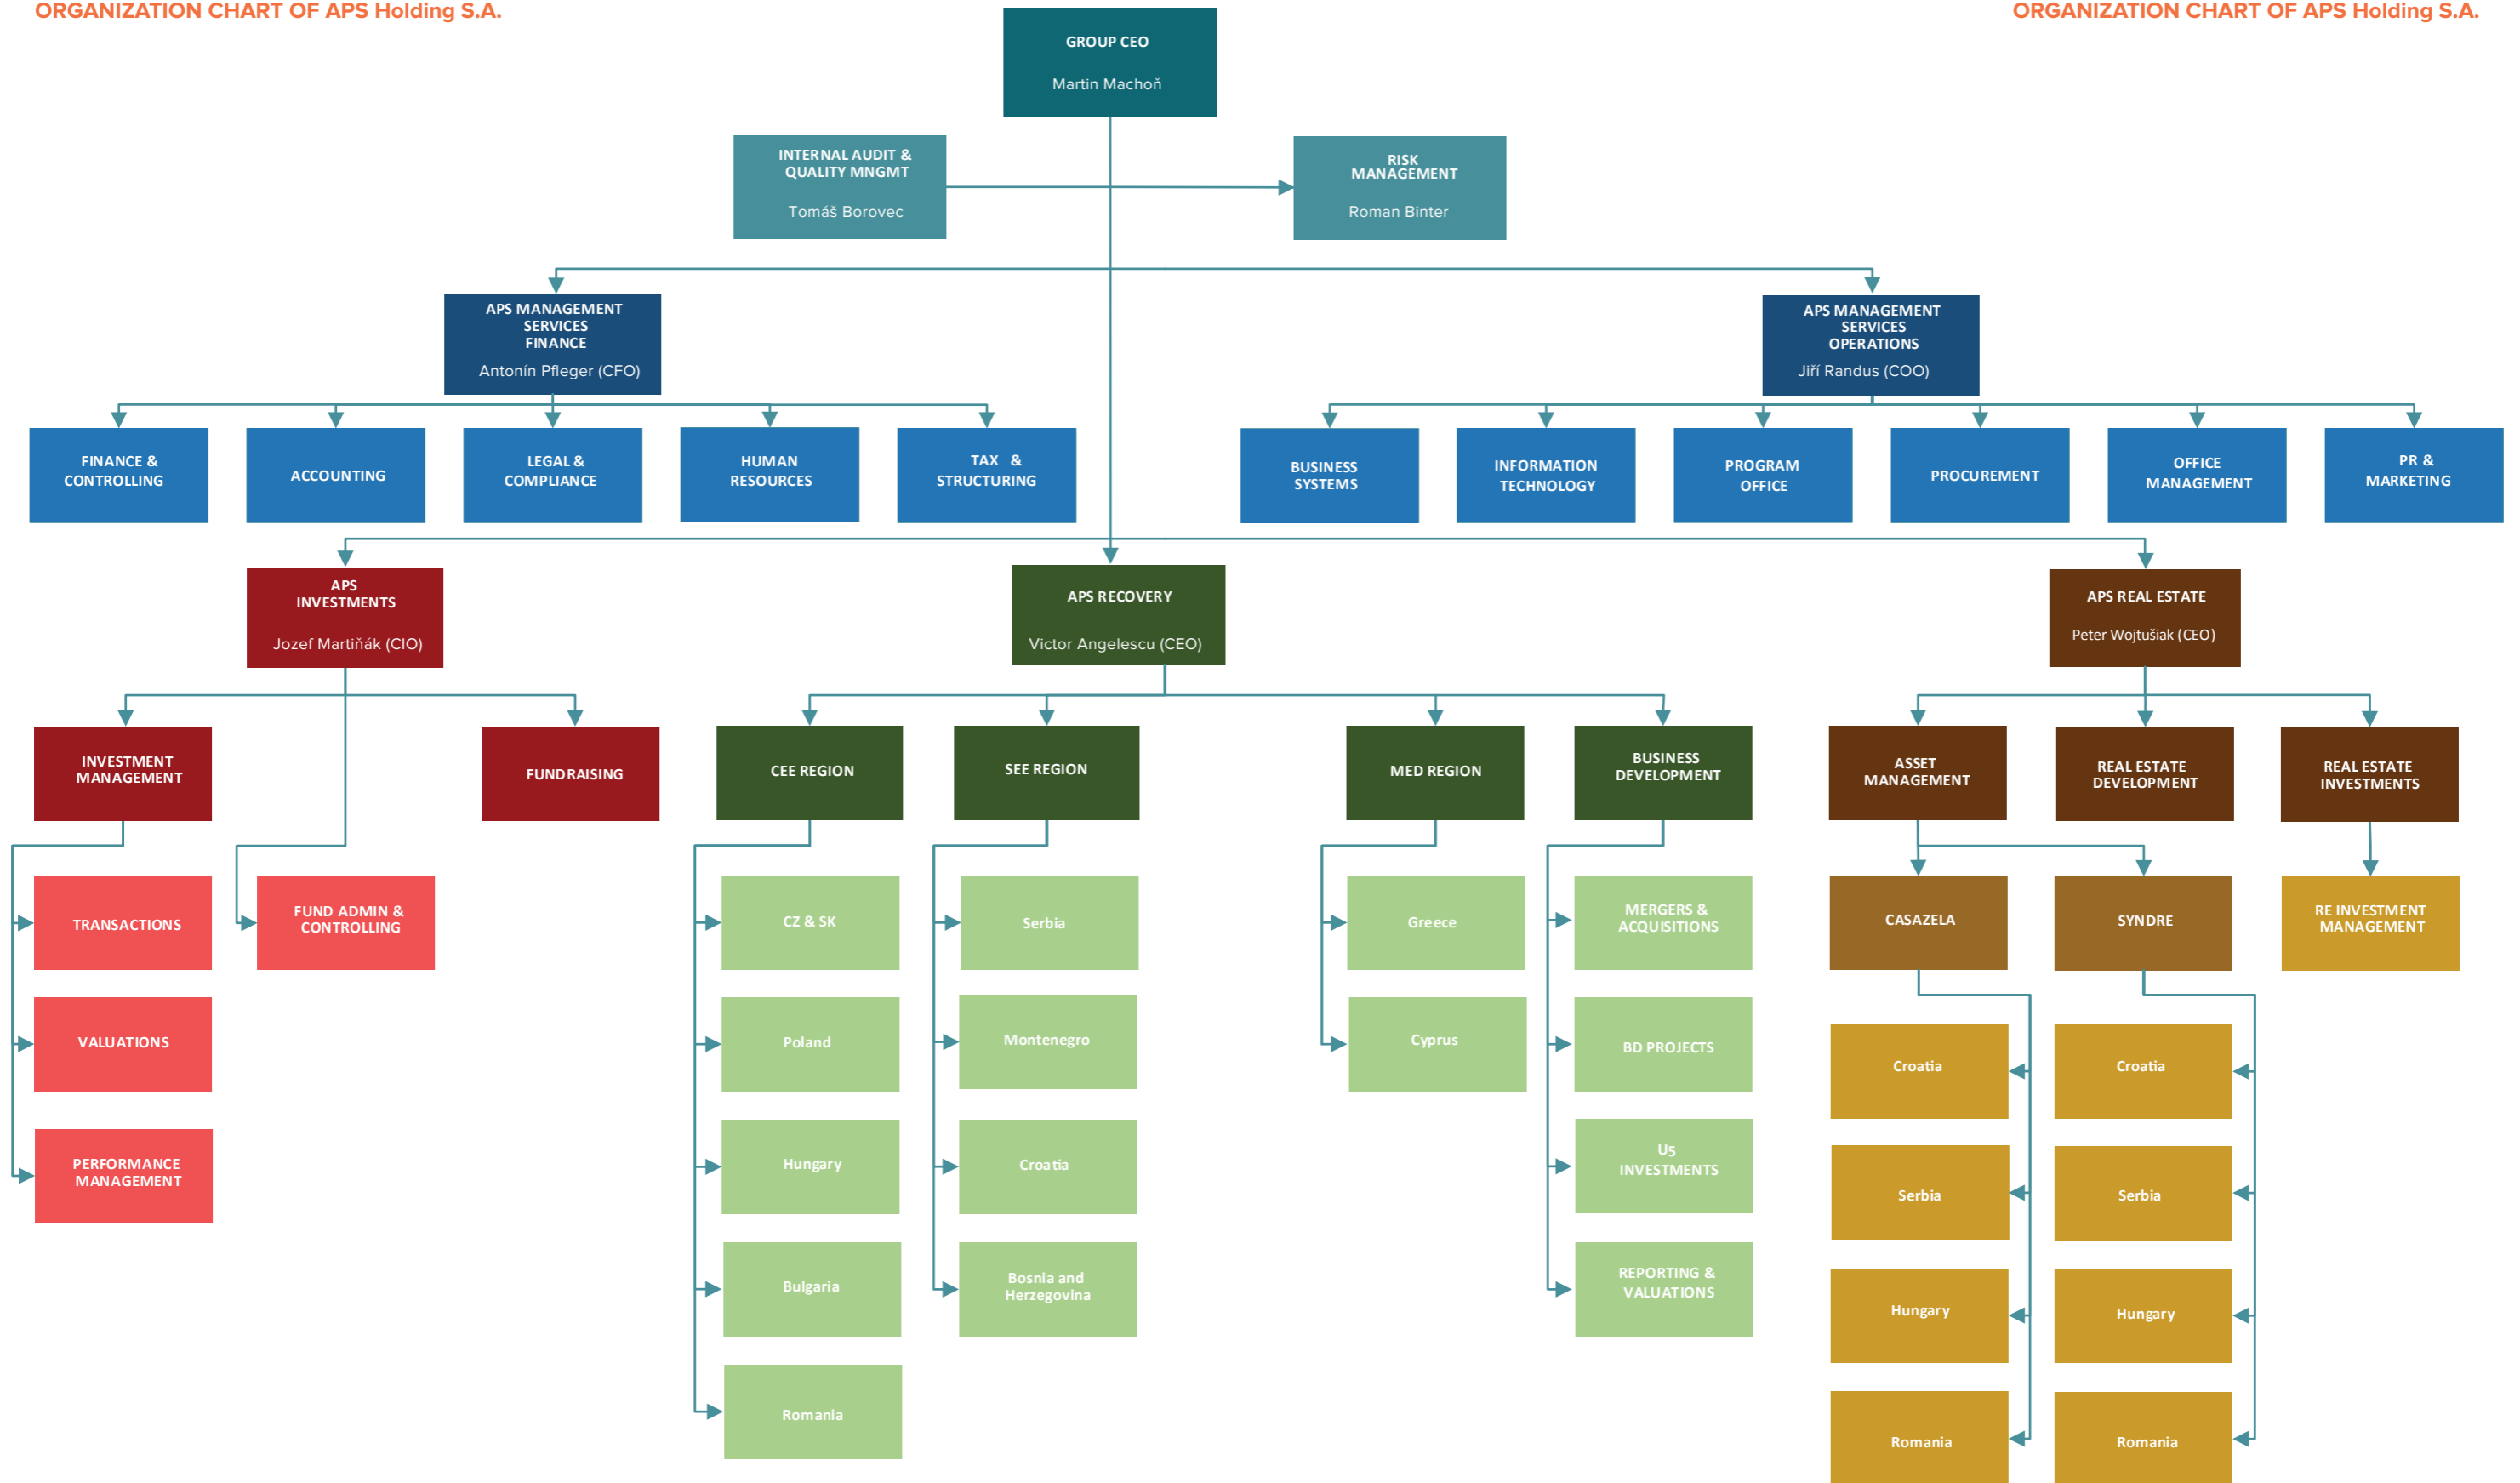 ORGANIZATION CHART OF APS Holding S.A.
ORGANIZATION CHART OF APS Holding S.A.
GROUP CEO
Martin Machoň
INTERNAL AUDIT &
QUALITY MNGMT
Tomáš Borovec
RISK
MANAGEMENT
Roman Binter
APS MANAGEMENT
SERVICES
FINANCE
Antonín Pfleger (CFO)
APS MANAGEMENT
SERVICES
OPERATIONS
Jiří Randus (COO)
FINANCE &
CONTROLLING
ACCOUNTING
LEGAL &
COMPLIANCE
HUMAN
RESOURCES
TAX &
STRUCTURING
BUSINESS
SYSTEMS
INFORMATION
TECHNOLOGY
PROGRAM
OFFICE
PROCUREMENT
OFFICE
MANAGEMENT
PR &
MARKETING
APS
INVESTMENTS
Jozef Martiňák (CIO)
APS RECOVERY
Victor Angelescu (CEO)
APS REAL ESTATE
Peter Wojtušiak (CEO)
INVESTMENT
MANAGEMENT
FUNDRAISING
CEE REGION
SEE REGION
MED REGION
BUSINESS
DEVELOPMENT
ASSET
MANAGEMENT
REAL ESTATE
DEVELOPMENT
REAL ESTATE
INVESTMENTS
TRANSACTIONS
VALUATIONS
PERFORMANCE
MANAGEMENT
FUND ADMIN &
CONTROLLING
CZ & SK
Poland
Hungary
Bulgaria
Romania
Serbia
Montenegro
Croatia
Bosnia and
Herzegovina
Greece
Cyprus
MERGERS &
ACQUISITIONS
BD PROJECTS
U5
INVESTMENTS
REPORTING &
VALUATIONS
CASAZELA
Croatia
Serbia
Hungary
Romania
SYNDRE
Croatia
Serbia
Hungary
Romania
RE INVESTMENT
MANAGEMENT